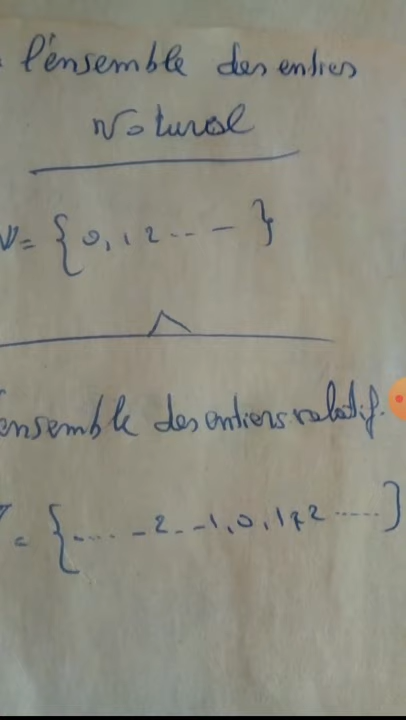 l'ensemble des entiers
Naturel
N = { 0, 1 2 ... - }
ensemble des entiers relatif.
= { .... -2. -1, 0, 1, 2 ..... }